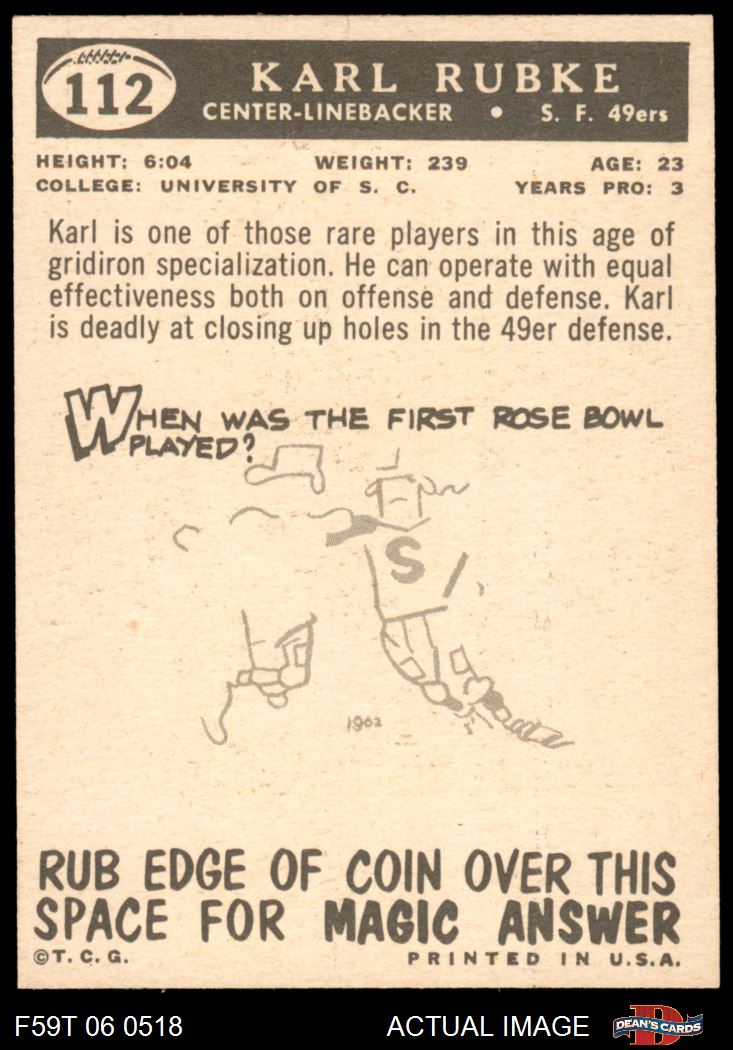 112
KARL RUBKE
CENTER-LINEBACKER • S. F. 49ers
HEIGHT: 6:04 WEIGHT: 239 AGE: 23
COLLEGE: UNIVERSITY OF S. C. YEARS PRO: 3
Karl is one of those rare players in this age of
gridiron specialization. He can operate with equal
effectiveness both on offense and defense. Karl
is deadly at closing up holes in the 49er defense.
WHEN WAS THE FIRST ROSE BOWL
PLAYED?
S
1902
RUB EDGE OF COIN OVER THIS
SPACE FOR MAGIC ANSWER
©T. C. G. PRINTED IN U.S.A.
F59T 06 0518 ACTUAL IMAGE D DEAN'S CARDS